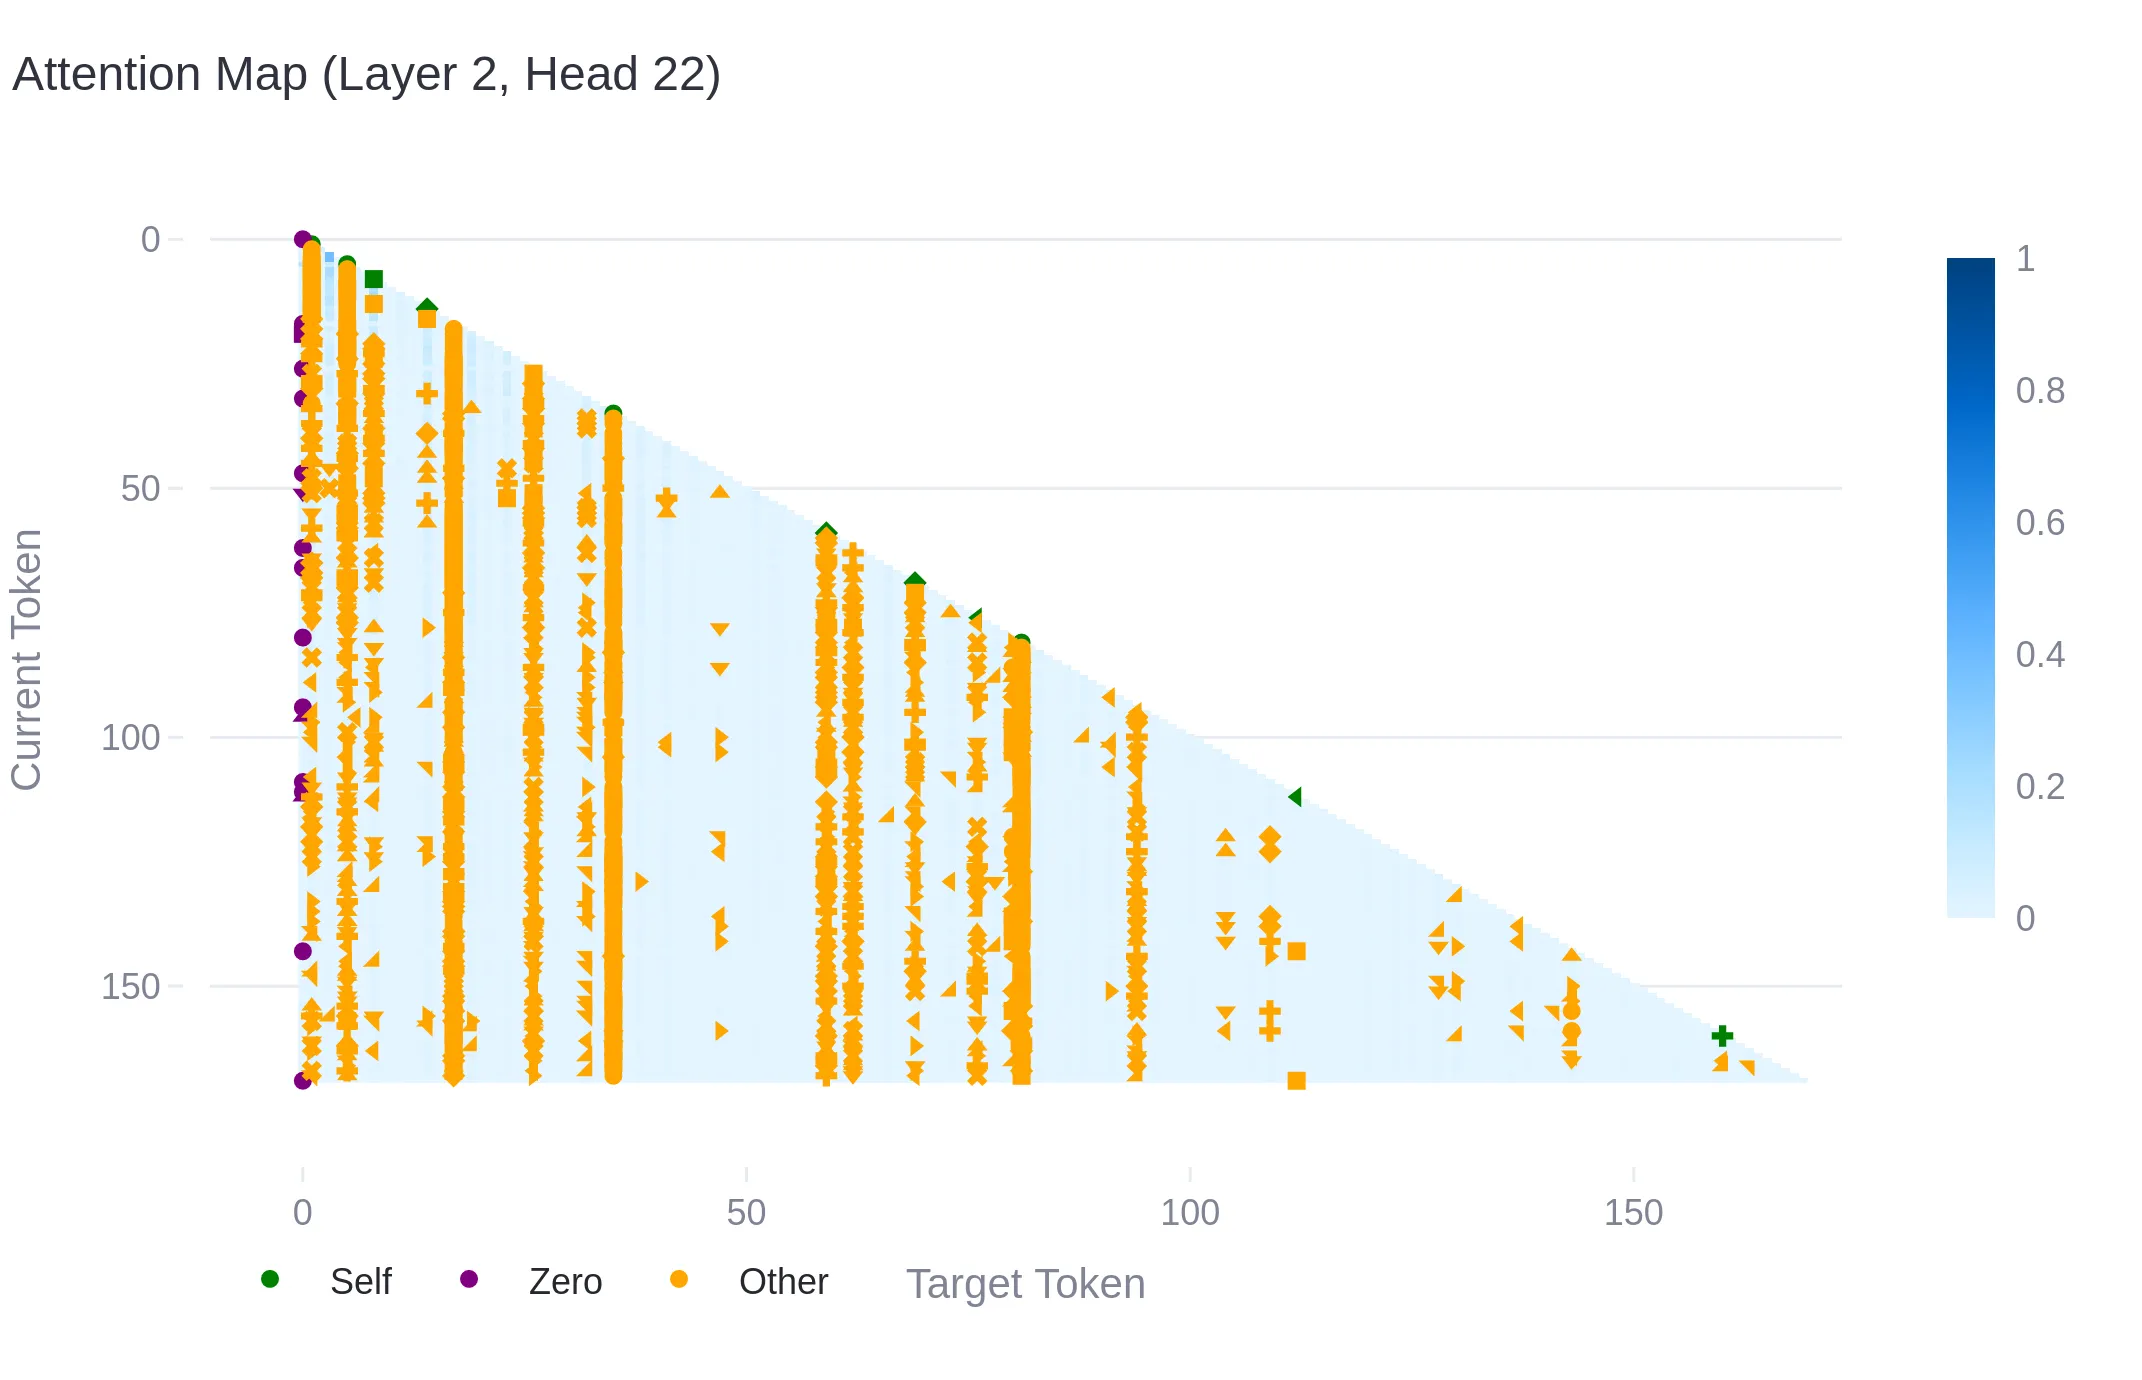 Attention Map (Layer 2, Head 22)
0
50
100
150
Current Token
1
0.8
0.6
0.4
0.2
0
0 50 100 150
Self Zero Other Target Token